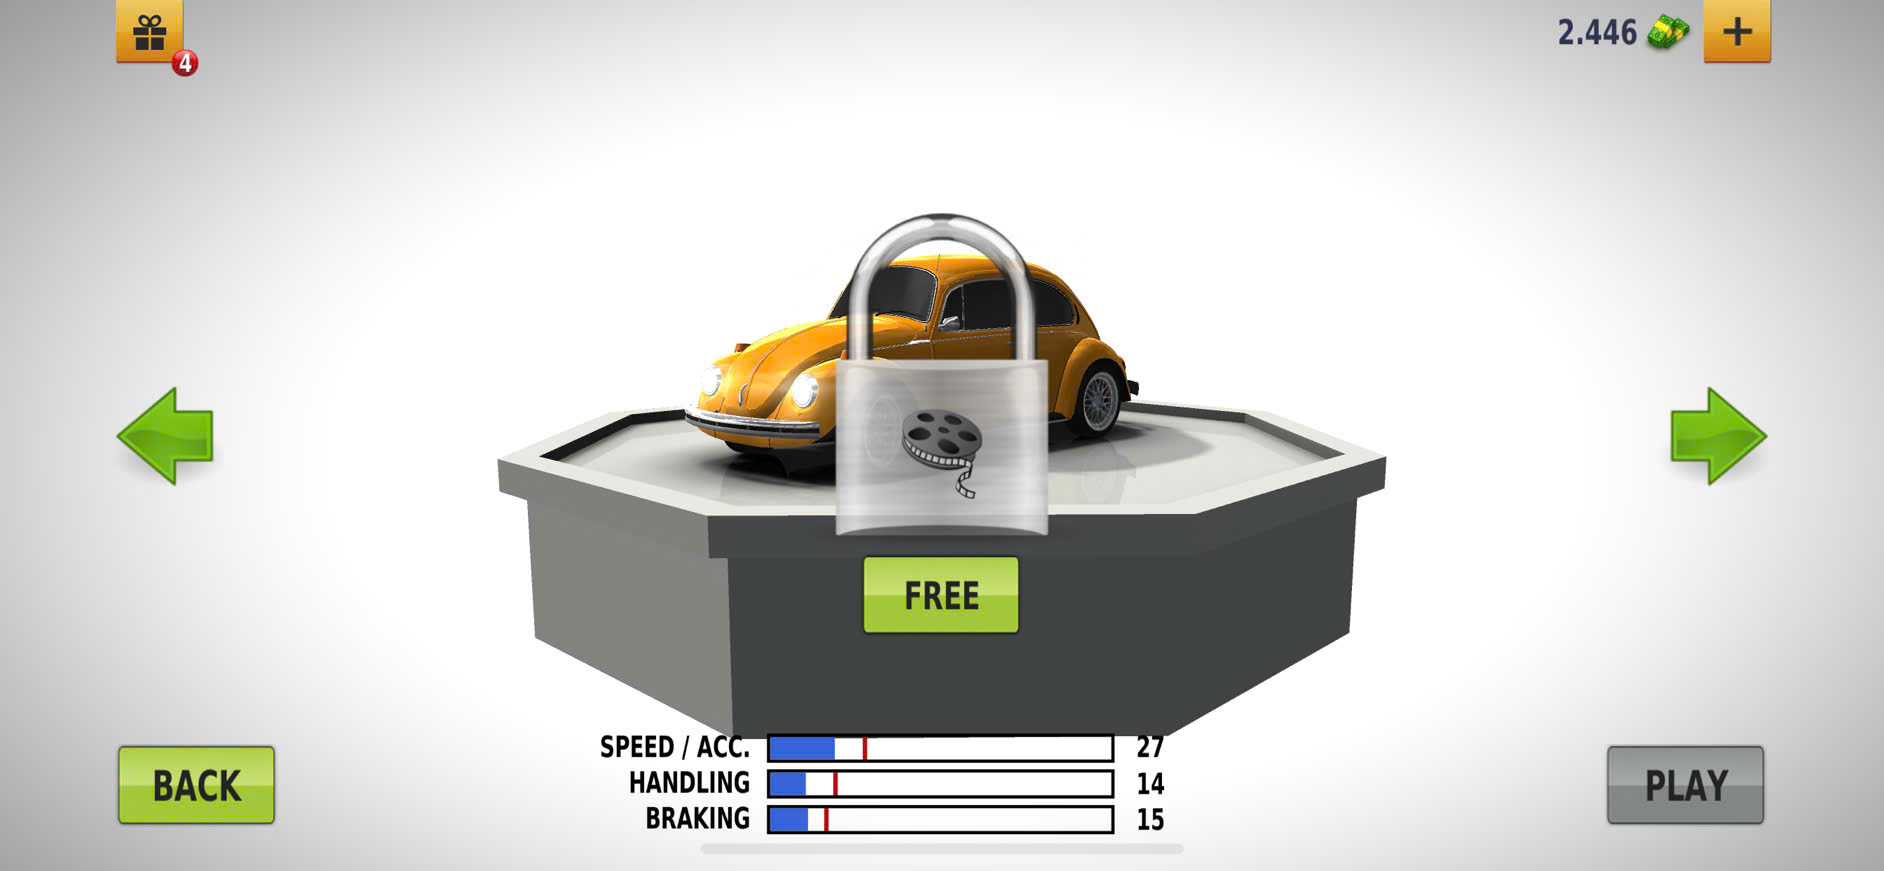 4
2.446
+
FREE
SPEED / ACC. 27
HANDLING 14
BRAKING 15
BACK
PLAY